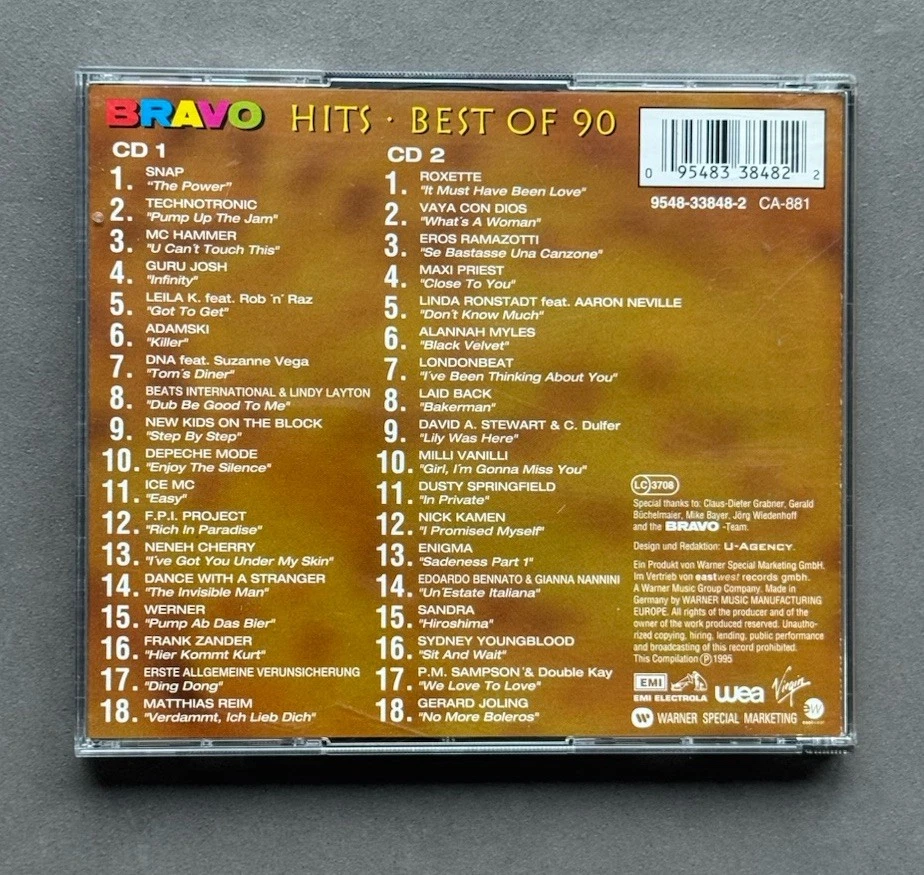 BRAVO HITS · BEST OF 90
CD 1
1. SNAP
"The Power"
2. TECHNOTRONIC
"Pump Up The Jam"
3. MC HAMMER
"U Can't Touch This"
4. GURU JOSH
"Infinity"
5. LEILA K. feat. Rob ´n´ Raz
"Got To Get"
6. ADAMSKI
"Killer"
7. DNA feat. Suzanne Vega
"Tom´s Diner"
8. BEATS INTERNATIONAL & LINDY LAYTON
"Dub Be Good To Me"
9. NEW KIDS ON THE BLOCK
"Step By Step"
10. DEPECHE MODE
"Enjoy The Silence"
11. ICE MC
"Easy"
12. F.P.I. PROJECT
"Rich In Paradise"
13. NENEH CHERRY
"I´ve Got You Under My Skin"
14. DANCE WITH A STRANGER
"The Invisible Man"
15. WERNER
"Pump Ab Das Bier"
16. FRANK ZANDER
"Hier Kommt Kurt"
17. ERSTE ALLGEMEINE VERUNSICHERUNG
"Ding Dong"
18. MATTHIAS REIM
"Verdammt, Ich Lieb Dich"
CD 2
1. ROXETTE
"It Must Have Been Love"
2. VAYA CON DIOS
"What´s A Woman"
3. EROS RAMAZOTTI
"Se Bastasse Una Canzone"
4. MAXI PRIEST
"Close To You"
5. LINDA RONSTADT feat. AARON NEVILLE
"Don't Know Much"
6. ALANNAH MYLES
"Black Velvet"
7. LONDONBEAT
"I´ve Been Thinking About You"
8. LAID BACK
"Bakerman"
9. DAVID A. STEWART & C. Dulfer
"Lily Was Here"
10. MILLI VANILLI
"Girl, I´m Gonna Miss You"
11. DUSTY SPRINGFIELD
"In Private"
12. NICK KAMEN
"I Promised Myself"
13. ENIGMA
"Sadeness Part 1"
14. EDOARDO BENNATO & GIANNA NANNINI
"Un´Estate Italiana"
15. SANDRA
"Hiroshima"
16. SYDNEY YOUNGBLOOD
"Sit And Wait"
17. P.M. SAMPSON & Double Kay
"We Love To Love"
18. GERARD JOLING
"No More Boleros"
0 95483 38482 2
9548-33848-2 CA-881
LC 3708
Special thanks to: Claus-Dieter Grabner, Gerald
Büchelmaier, Mike Bayer, Jörg Wiedenhoff
and the BRAVO -Team.
Design und Redaktion: U-AGENCY.
Ein Produkt von Warner Special Marketing GmbH.
Im Vertrieb von eastwest records gmbh.
A Warner Music Group Company. Made in
Germany by WARNER MUSIC MANUFACTURING
EUROPE. All rights of the producer and of the
owner of the work produced reserved. Unautho-
rized copying, hiring, lending, public performance
and broadcasting of this record prohibited.
This Compilation Ⓟ 1995
EMI
EMI ELECTROLA
wea
Virgin
WARNER SPECIAL MARKETING
ew
eastwest